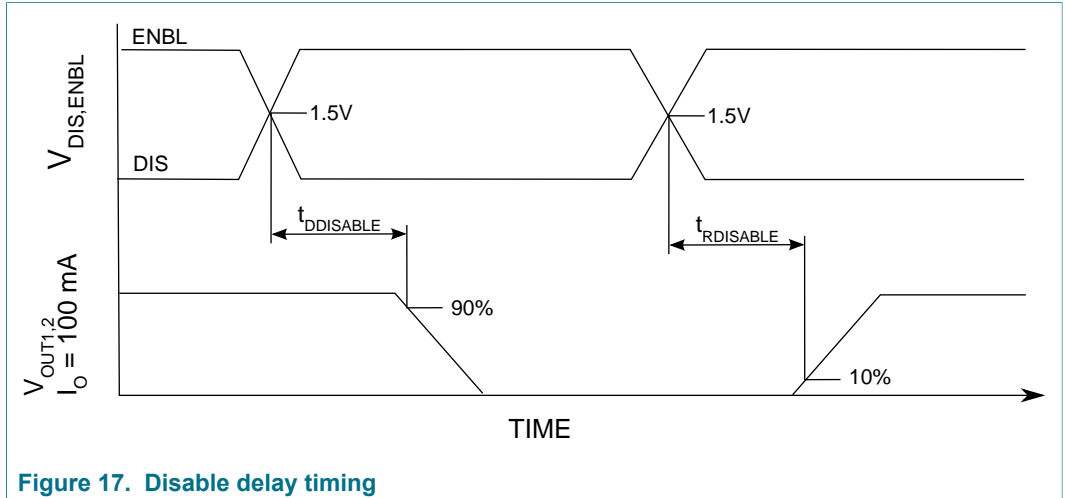 ENBL
1.5V
1.5V
V_DIS,ENBL
DIS
t_DDISABLE
t_RDISABLE
90%
10%
V_OUT1,2
I_O = 100 mA
TIME
Figure 17. Disable delay timing